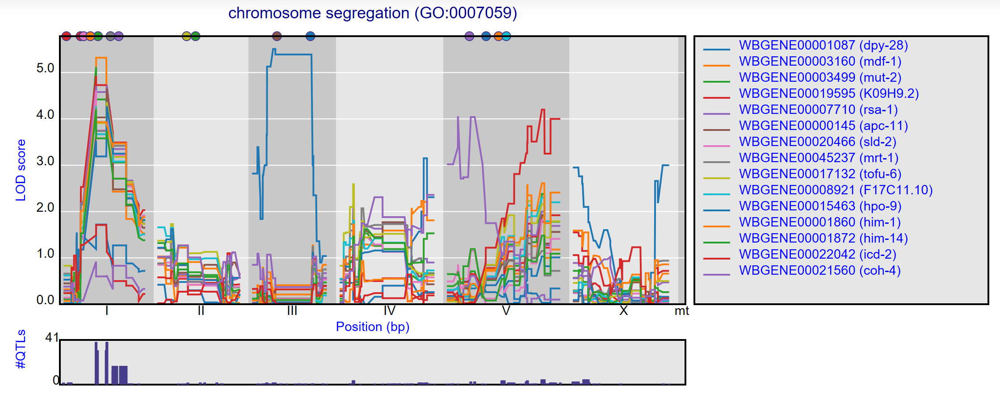 chromosome segregation (GO:0007059)
5.0
4.0
3.0
2.0
1.0
0.0
LOD score
I II III IV V X mt
Position (bp)
WBGENE00001087 (dpy-28)
WBGENE00003160 (mdf-1)
WBGENE00003499 (mut-2)
WBGENE00019595 (K09H9.2)
WBGENE00007710 (rsa-1)
WBGENE00000145 (apc-11)
WBGENE00020466 (sld-2)
WBGENE00045237 (mrt-1)
WBGENE00017132 (tofu-6)
WBGENE00008921 (F17C11.10)
WBGENE00015463 (hpo-9)
WBGENE00001860 (him-1)
WBGENE00001872 (him-14)
WBGENE00022042 (icd-2)
WBGENE00021560 (coh-4)
41
#QTLs
0